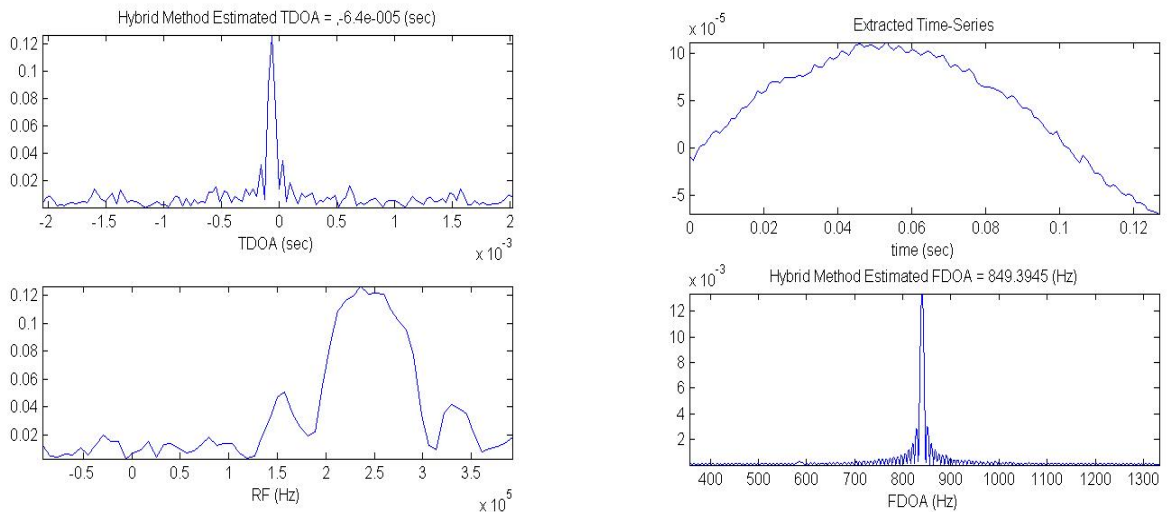 Hybrid Method Estimated TDOA = ,-6.4e-005 (sec)
0.12
0.1
0.08
0.06
0.04
0.02
-2 -1.5 -1 -0.5 0 0.5 1 1.5 2
TDOA (sec)
x 10^-3
x 10^-5
Extracted Time-Series
10
5
0
-5
0 0.02 0.04 0.06 0.08 0.1 0.12
time (sec)
0.12
0.1
0.08
0.06
0.04
0.02
-0.5 0 0.5 1 1.5 2 2.5 3 3.5
RF (Hz)
x 10^5
x 10^-3
Hybrid Method Estimated FDOA = 849.3945 (Hz)
12
10
8
6
4
2
400 500 600 700 800 900 1000 1100 1200 1300
FDOA (Hz)